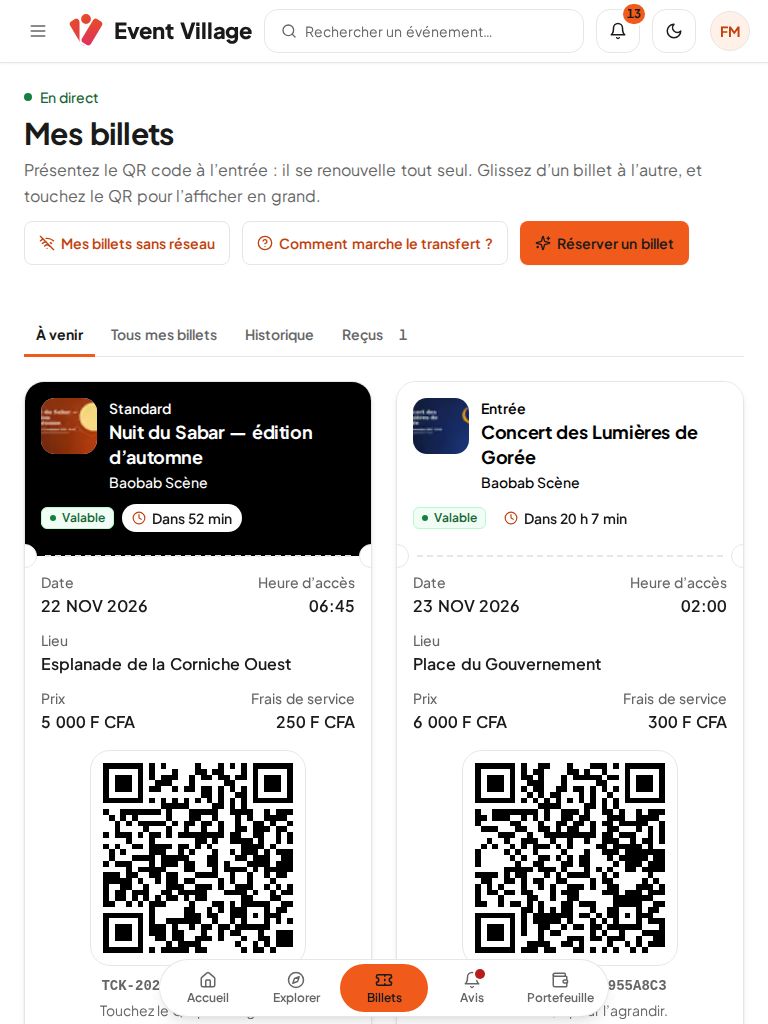 Event Village
Rechercher un événement…
13
FM
En direct
Mes billets
Présentez le QR code à l’entrée : il se renouvelle tout seul. Glissez d’un billet à l’autre, et
touchez le QR pour l’afficher en grand.
Mes billets sans réseau
Comment marche le transfert ?
Réserver un billet
À venir
Tous mes billets
Historique
Reçus 1
Standard
Nuit du Sabar — édition
d’automne
Baobab Scène
Valable
Dans 52 min
Date
Heure d’accès
22 NOV 2026
06:45
Lieu
Esplanade de la Corniche Ouest
Prix
Frais de service
5 000 F CFA
250 F CFA
TCK-202
Touchez le
Entrée
Concert des Lumières de
Gorée
Baobab Scène
Valable
Dans 20 h 7 min
Date
Heure d’accès
23 NOV 2026
02:00
Lieu
Place du Gouvernement
Prix
Frais de service
6 000 F CFA
300 F CFA
955A8C3
l’agrandir.
Accueil
Explorer
Billets
Avis
Portefeuille